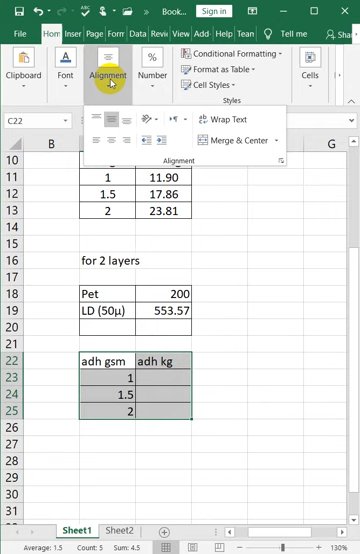 Book... Sign in
File Hom Inser Page Form Data Revi View Deve Tean Tell me Share
Clipboard Font Alignment Number Conditional Formatting Format as Table Cell Styles Styles Cells
Wrap Text
Merge & Center
Alignment
C22
B G
10
11 1 11.90
12 1.5 17.86
13 2 23.81
14
15
16 for 2 layers
17
18 Pet 200
19 LD (50µ) 553.57
20
21
22 adh gsm adh kg
23 1
24 1.5
25 2
26
27
28
29
30
31
Sheet1 Sheet2
Average: 1.5 Count: 5 Sum: 4.5 130%